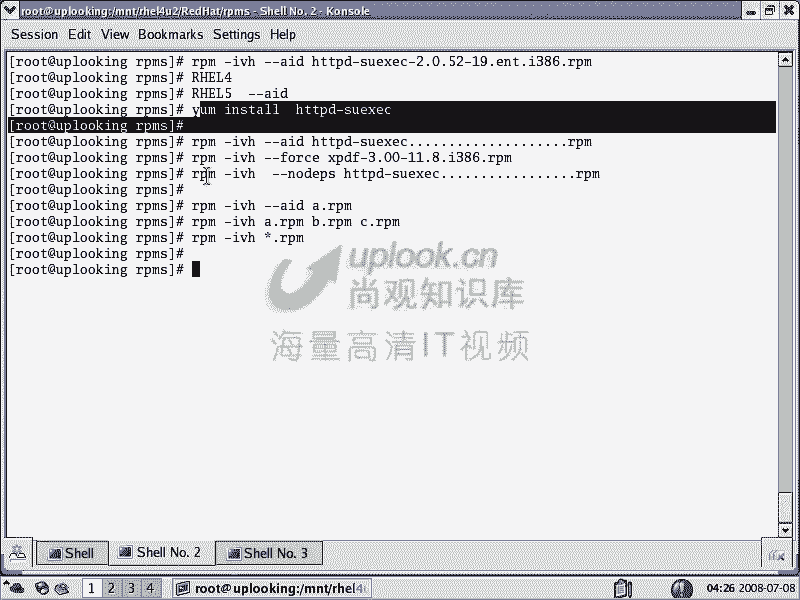 root@uplooking:/mnt/rhel4u2/RedHat/rpms - Shell No. 2 - Konsole
Session Edit View Bookmarks Settings Help
[root@uplooking rpms]# rpm -ivh --aid httpd-suexec-2.0.52-19.ent.i386.rpm
[root@uplooking rpms]# RHEL4
[root@uplooking rpms]# RHEL5  --aid
[root@uplooking rpms]# yum install  httpd-suexec
[root@uplooking rpms]#
[root@uplooking rpms]# rpm -ivh --aid httpd-suexec....................rpm
[root@uplooking rpms]# rpm -ivh --force xpdf-3.00-11.8.i386.rpm
[root@uplooking rpms]# rpm -ivh  --nodeps httpd-suexec.................rpm
[root@uplooking rpms]#
[root@uplooking rpms]# rpm -ivh --aid a.rpm
[root@uplooking rpms]# rpm -ivh a.rpm b.rpm c.rpm
[root@uplooking rpms]# rpm -ivh *.rpm
[root@uplooking rpms]#
[root@uplooking rpms]#
uplook.cn
尚观知识库
海量高清IT视频
Shell Shell No. 2 Shell No. 3
1 2 3 4 root@uplooking:/mnt/rhel4 04:26 2008-07-08